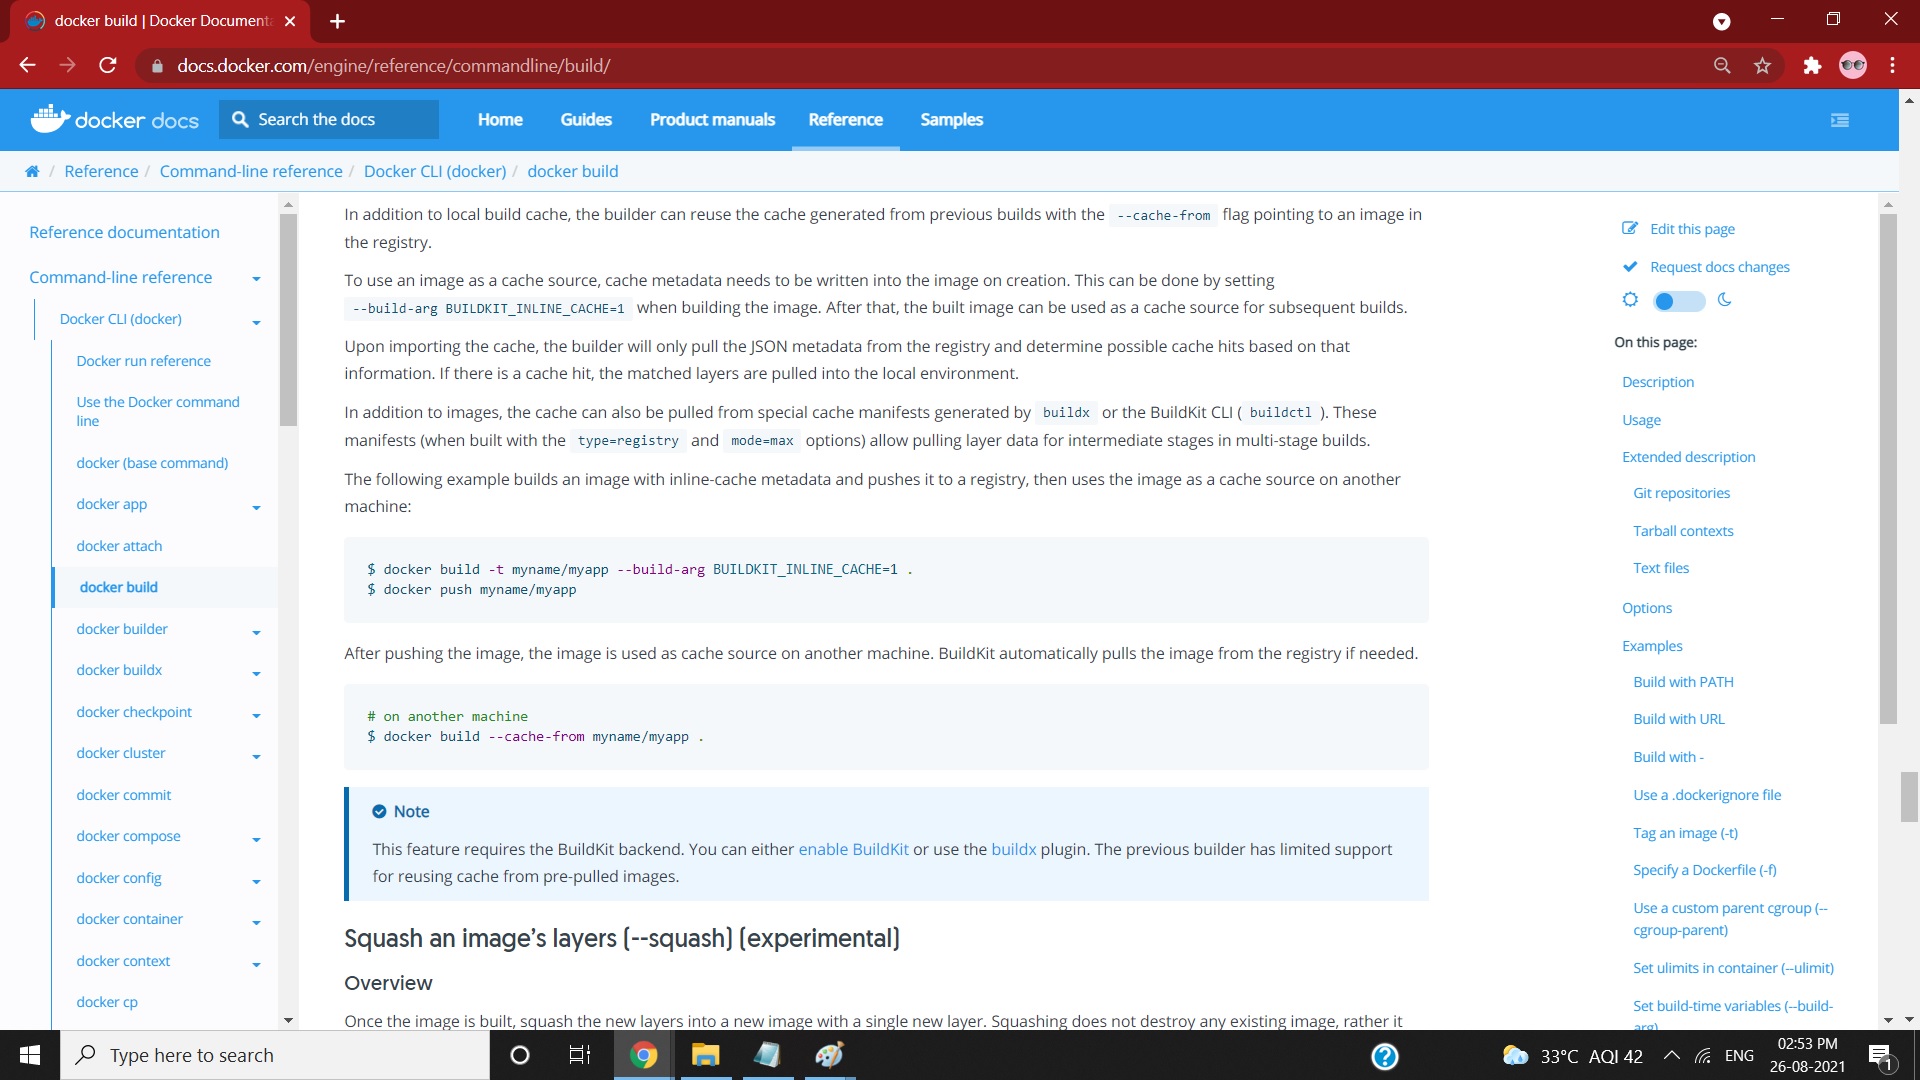 docker build | Docker Document
docs.docker.com/engine/reference/commandline/build/
docker docs
Search the docs
Home
Guides
Product manuals
Reference
Samples
/ Reference / Command-line reference / Docker CLI (docker) / docker build
Reference documentation
Command-line reference
Docker CLI (docker)
Docker run reference
Use the Docker command
line
docker (base command)
docker app
docker attach
docker build
docker builder
docker buildx
docker checkpoint
docker cluster
docker commit
docker compose
docker config
docker container
docker context
docker cp
In addition to local build cache, the builder can reuse the cache generated from previous builds with the --cache-from flag pointing to an image in
the registry.
To use an image as a cache source, cache metadata needs to be written into the image on creation. This can be done by setting
--build-arg BUILDKIT_INLINE_CACHE=1 when building the image. After that, the built image can be used as a cache source for subsequent builds.
Upon importing the cache, the builder will only pull the JSON metadata from the registry and determine possible cache hits based on that
information. If there is a cache hit, the matched layers are pulled into the local environment.
In addition to images, the cache can also be pulled from special cache manifests generated by buildx or the BuildKit CLI ( buildctl ). These
manifests (when built with the type=registry and mode=max options) allow pulling layer data for intermediate stages in multi-stage builds.
The following example builds an image with inline-cache metadata and pushes it to a registry, then uses the image as a cache source on another
machine:
$ docker build -t myname/myapp --build-arg BUILDKIT_INLINE_CACHE=1 .
$ docker push myname/myapp
After pushing the image, the image is used as cache source on another machine. BuildKit automatically pulls the image from the registry if needed.
# on another machine
$ docker build --cache-from myname/myapp .
Note
This feature requires the BuildKit backend. You can either enable BuildKit or use the buildx plugin. The previous builder has limited support
for reusing cache from pre-pulled images.
Squash an image's layers (--squash) (experimental)
Overview
Once the image is built, squash the new layers into a new image with a single new layer. Squashing does not destroy any existing image, rather it
Edit this page
Request docs changes
On this page:
Description
Usage
Extended description
Git repositories
Tarball contexts
Text files
Options
Examples
Build with PATH
Build with URL
Build with -
Use a .dockerignore file
Tag an image (-t)
Specify a Dockerfile (-f)
Use a custom parent cgroup (--
cgroup-parent)
Set ulimits in container (--ulimit)
Set build-time variables (--build-
arg)
Type here to search
33°C AQI 42
ENG
02:53 PM
26-08-2021
1